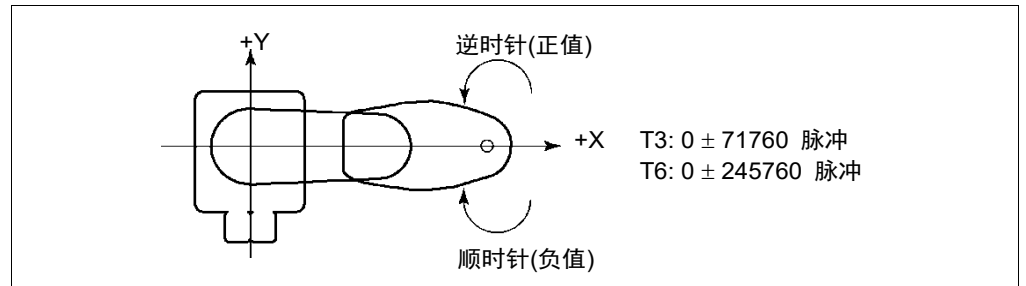 +Y
逆时针(正值)
+X
T3: 0 ± 71760 脉冲
T6: 0 ± 245760 脉冲
顺时针(负值)